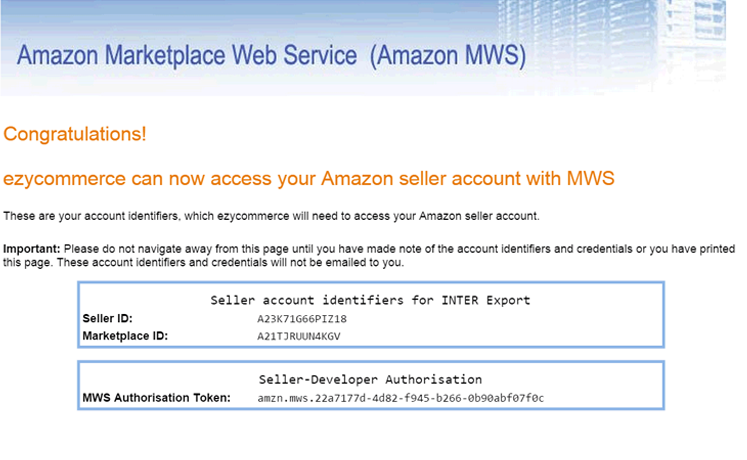 Amazon Marketplace Web Service (Amazon MWS)
Congratulations!
ezycommerce can now access your Amazon seller account with MWS
These are your account identifiers, which ezycommerce will need to access your Amazon seller account.
Important: Please do not navigate away from this page until you have made note of the account identifiers and credentials or you have printed
this page. These account identifiers and credentials will not be emailed to you.
Seller account identifiers for INTER Export
Seller ID: A23K71G66PIZ18
Marketplace ID: A21TJRUUN4KGV
Seller-Developer Authorisation
MWS Authorisation Token: amzn.mws.22a7177d-4d82-f945-b266-0b90abf07f0c